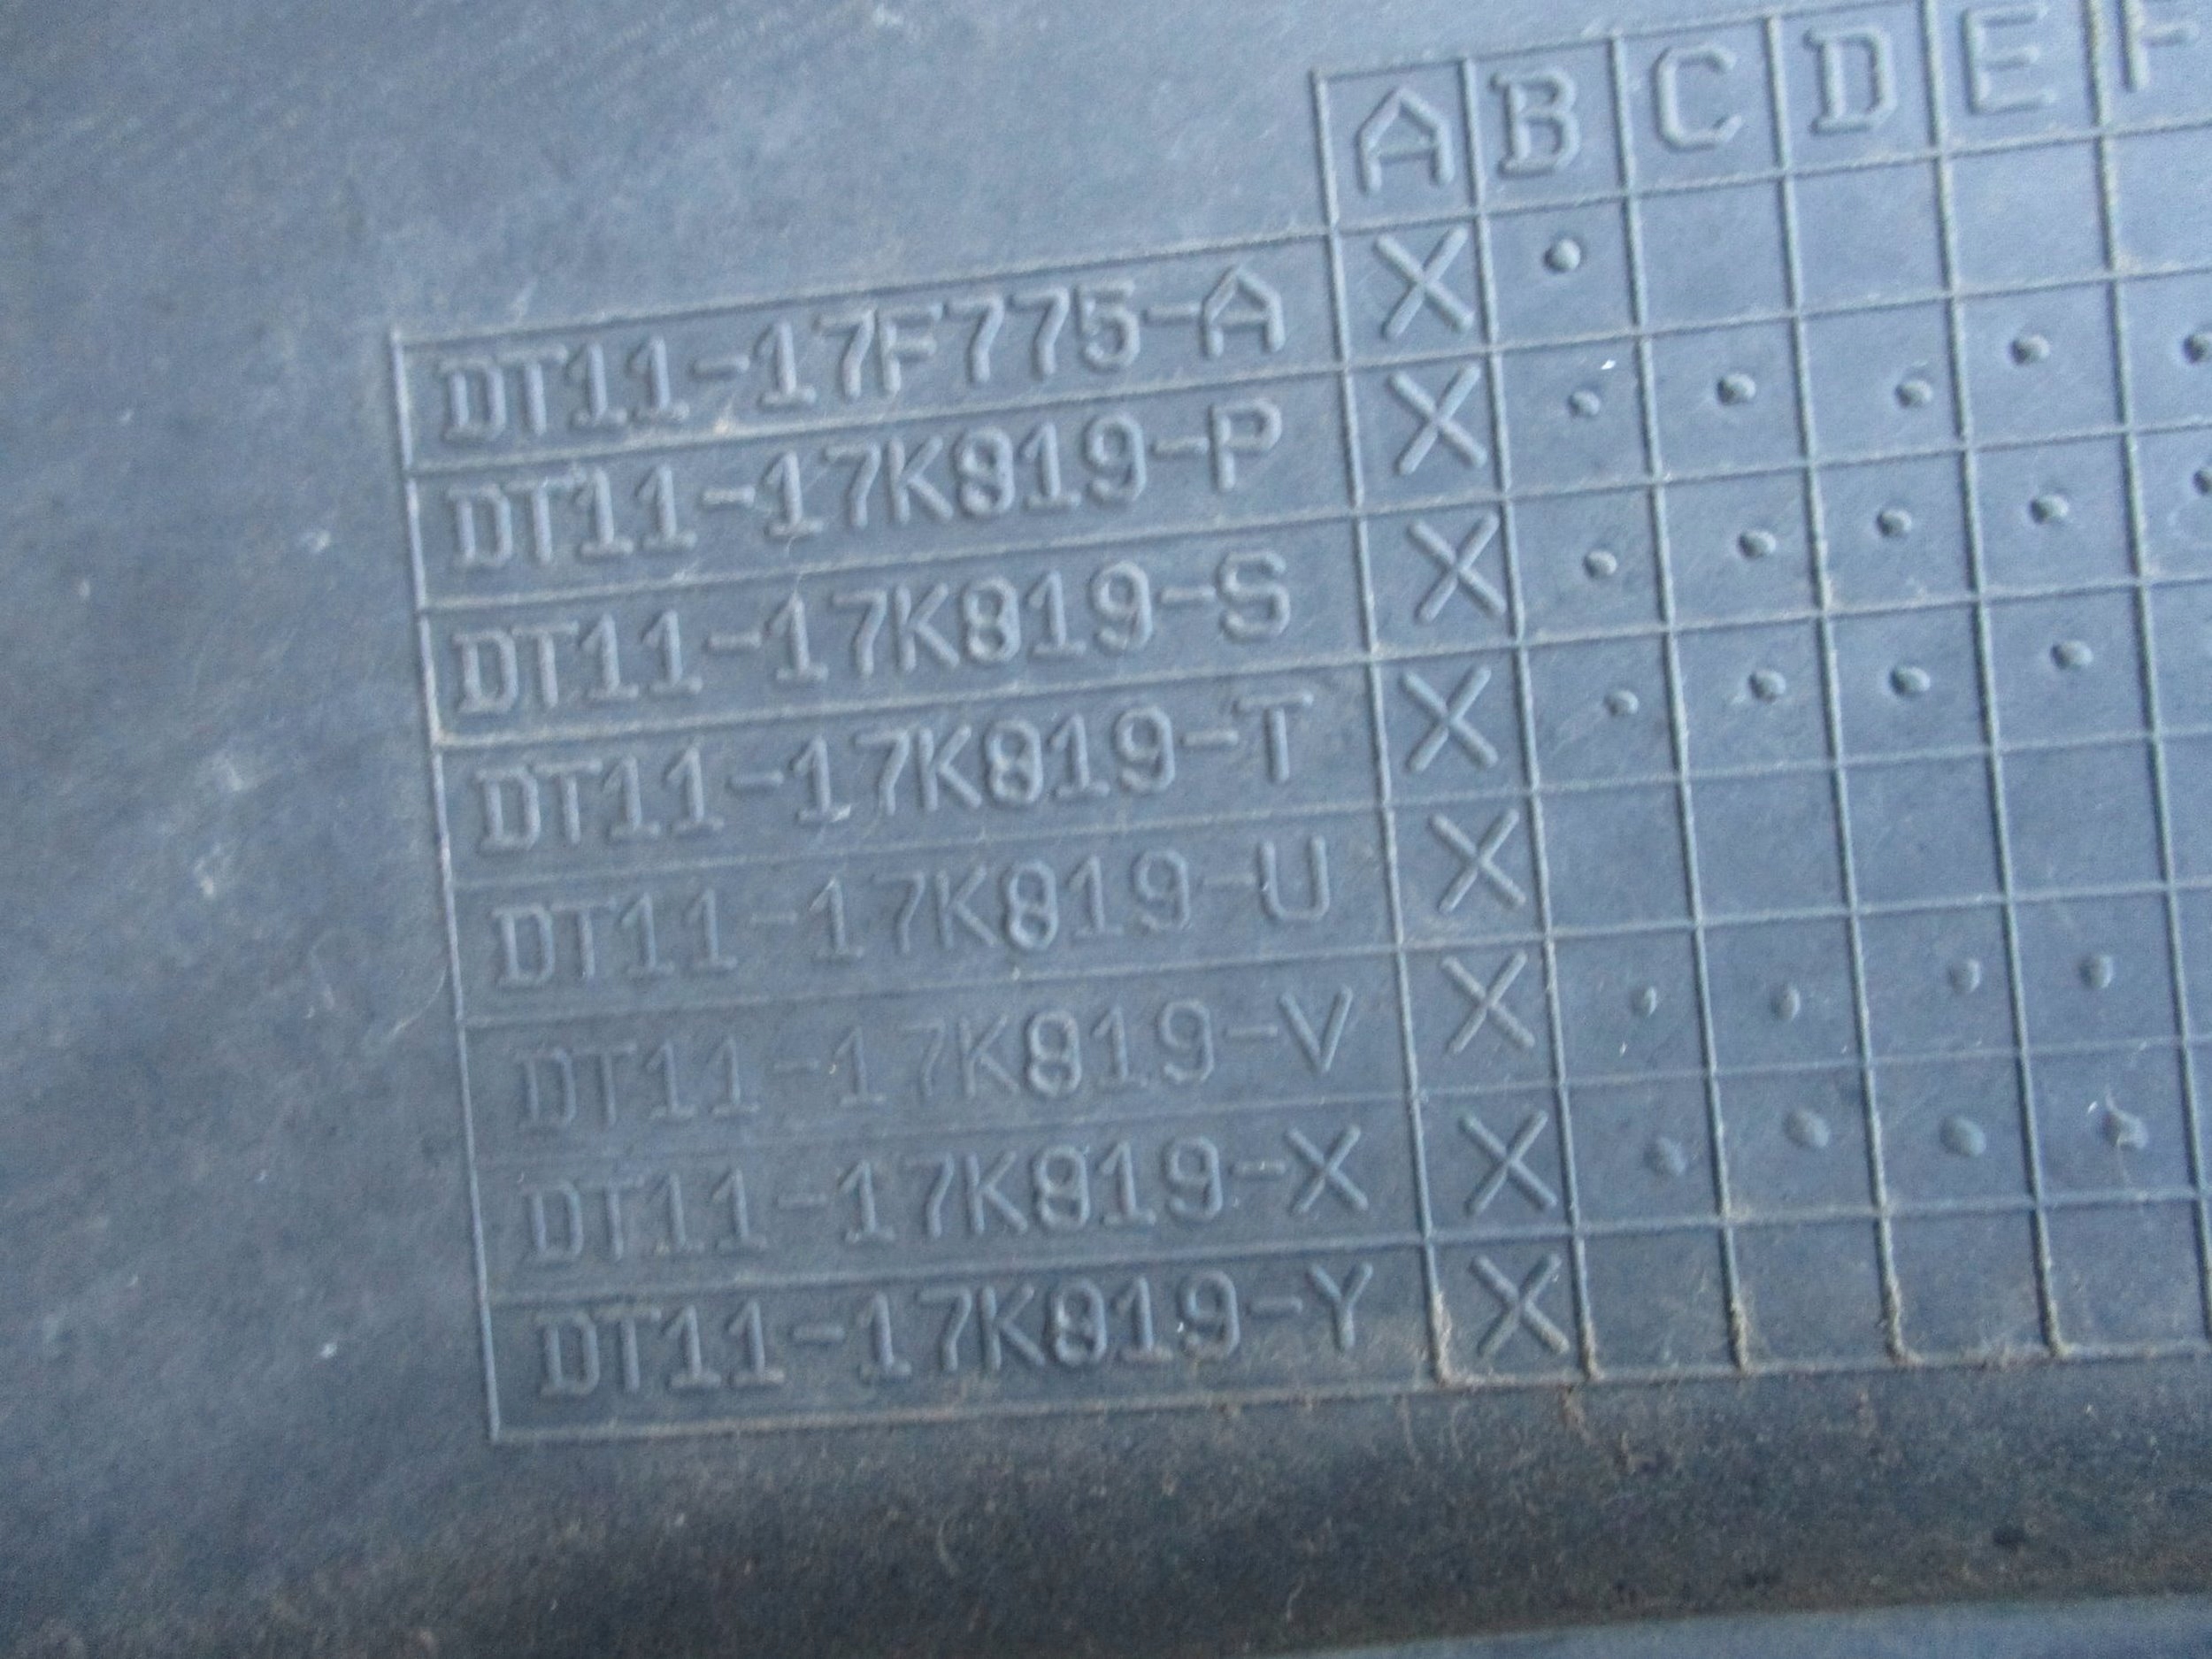 A B C D E F
DT11-17F775-A X
DT11-17K819-P X
DT11-17K819-S X
DT11-17K819-T X
DT11-17K819-U X
DT11-17K819-V X
DT11-17K819-X X
DT11-17K819-Y X